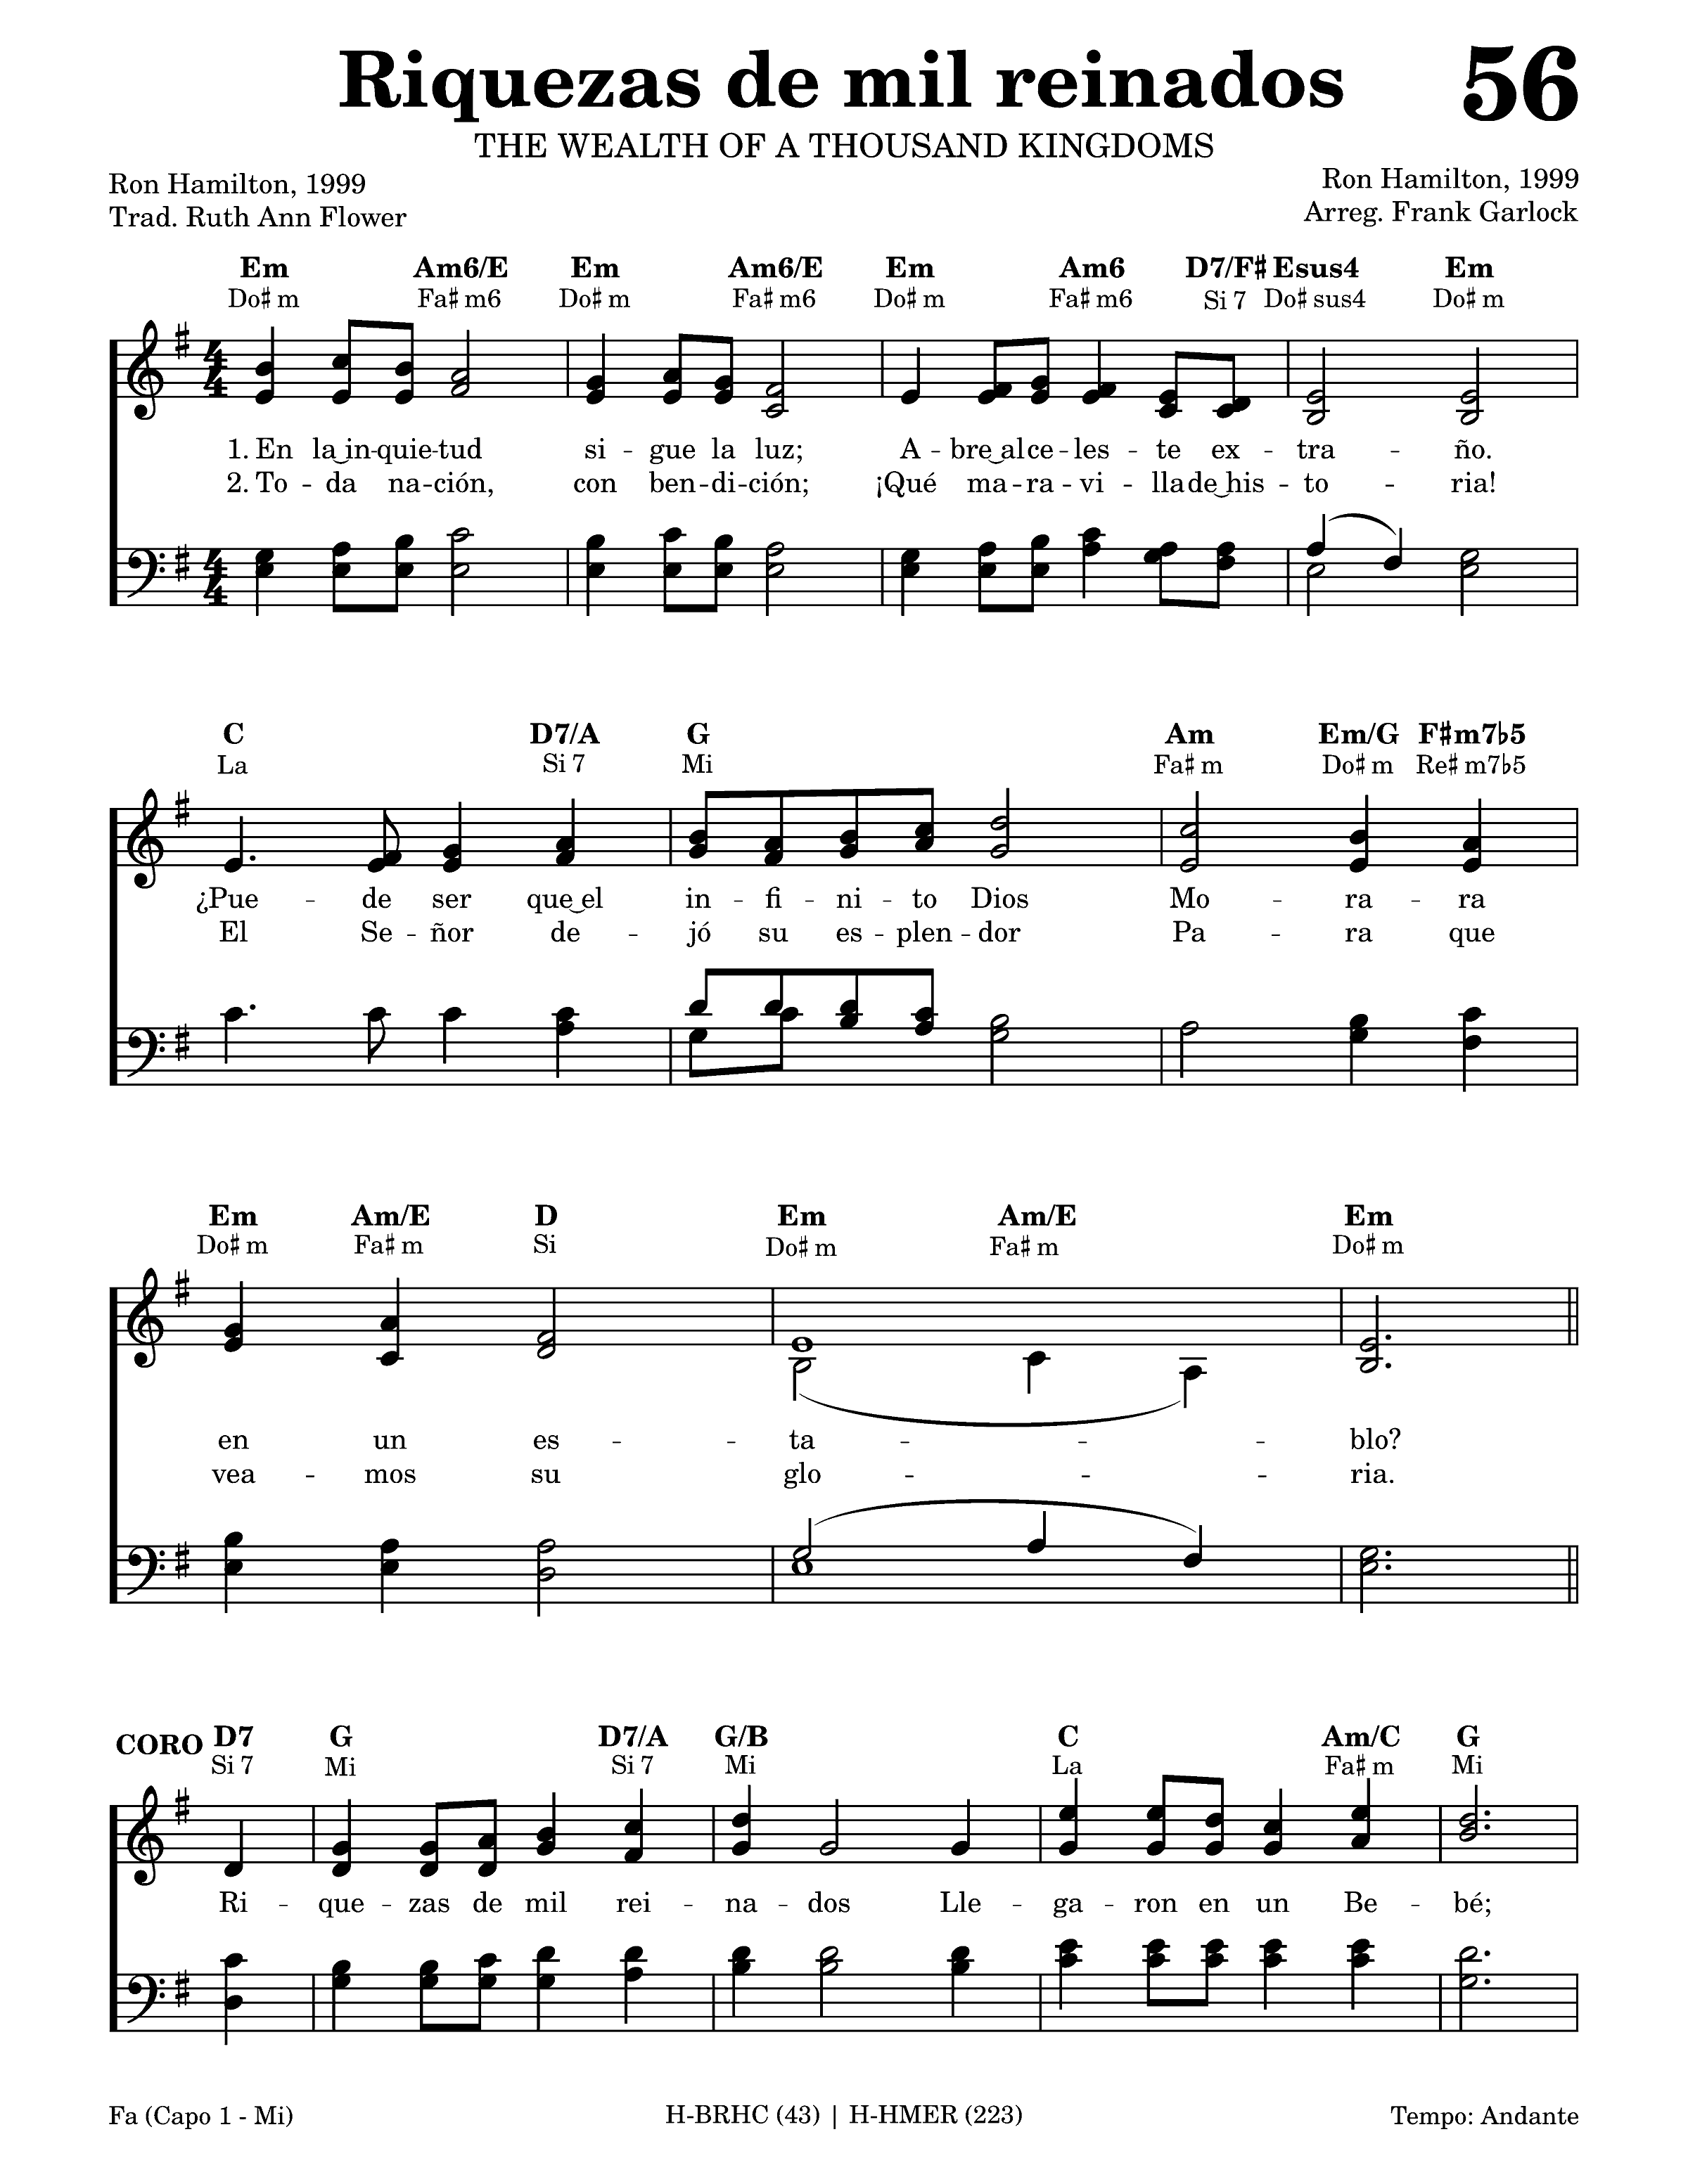 Riquezas de mil reinados 56
THE WEALTH OF A THOUSAND KINGDOMS
Ron Hamilton, 1999 Ron Hamilton, 1999
Trad. Ruth Ann Flower Arreg. Frank Garlock
Em Am6/E Em Am6/E Em Am6 D7/F♯ Esus4 Em
Do♯ m Fa♯ m6 Do♯ m Fa♯ m6 Do♯ m Fa♯ m6 Si 7 Do♯ sus4 Do♯ m
1. En la‿in - quie - tud si - gue la luz; A - bre‿al - ce - les - te ex - tra - ño.
2. To - da na - ción, con ben - di - ción; ¡Qué ma - ra - vi - lla de‿his - to - ria!
C D7/A G Am Em/G F♯m7♭5
La Si 7 Mi Fa♯ m Do♯ m Re♯ m7♭5
¿Pue - de ser que‿el in - fi - ni - to Dios Mo - ra - ra
El Se - ñor de - jó su es - plen - dor Pa - ra que
Em Am/E D Em Am/E Em
Do♯ m Fa♯ m Si Do♯ m Fa♯ m Do♯ m
en un es - ta - blo?
vea - mos su glo - ria.
CORO D7 G D7/A G/B C Am/C G
Si 7 Mi Si 7 Mi La Fa♯ m Mi
Ri - que - zas de mil rei - na - dos Lle - ga - ron en un Be - bé;
Fa (Capo 1 - Mi) H-BRHC (43) | H-HMER (223) Tempo: Andante